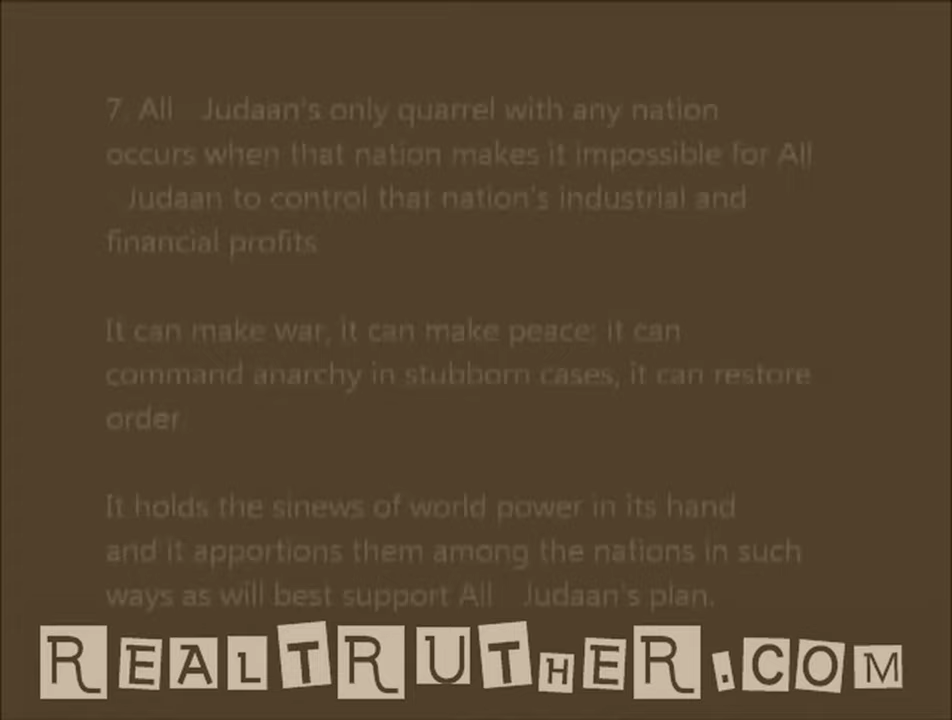 7. All Judaan's only quarrel with any nation
occurs when that nation makes it impossible for All
Judaan to control that nation's industrial and
financial profits
It can make war, it can make peace; it can
command anarchy in stubborn cases, it can restore
order.
It holds the sinews of world power in its hand
and it apportions them among the nations in such
ways as will best support All Judaan's plan.
REALTRUTHER.COM